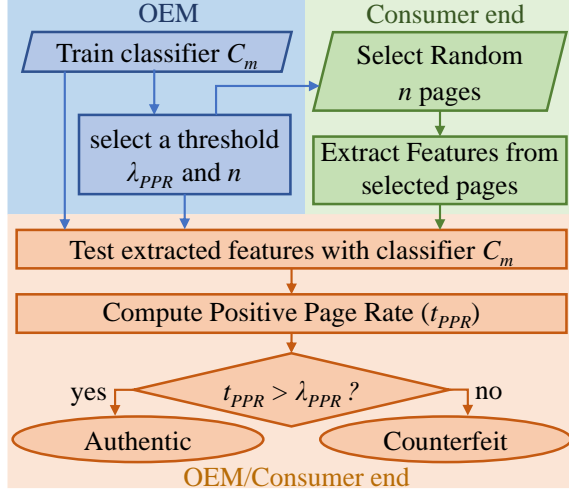 OEM
Consumer end
Train classifier C_m
Select Random
n pages
select a threshold
λ_PPR and n
Extract Features from
selected pages
Test extracted features with classifier C_m
Compute Positive Page Rate (t_PPR)
t_PPR > λ_PPR ?
yes
no
Authentic
Counterfeit
OEM/Consumer end